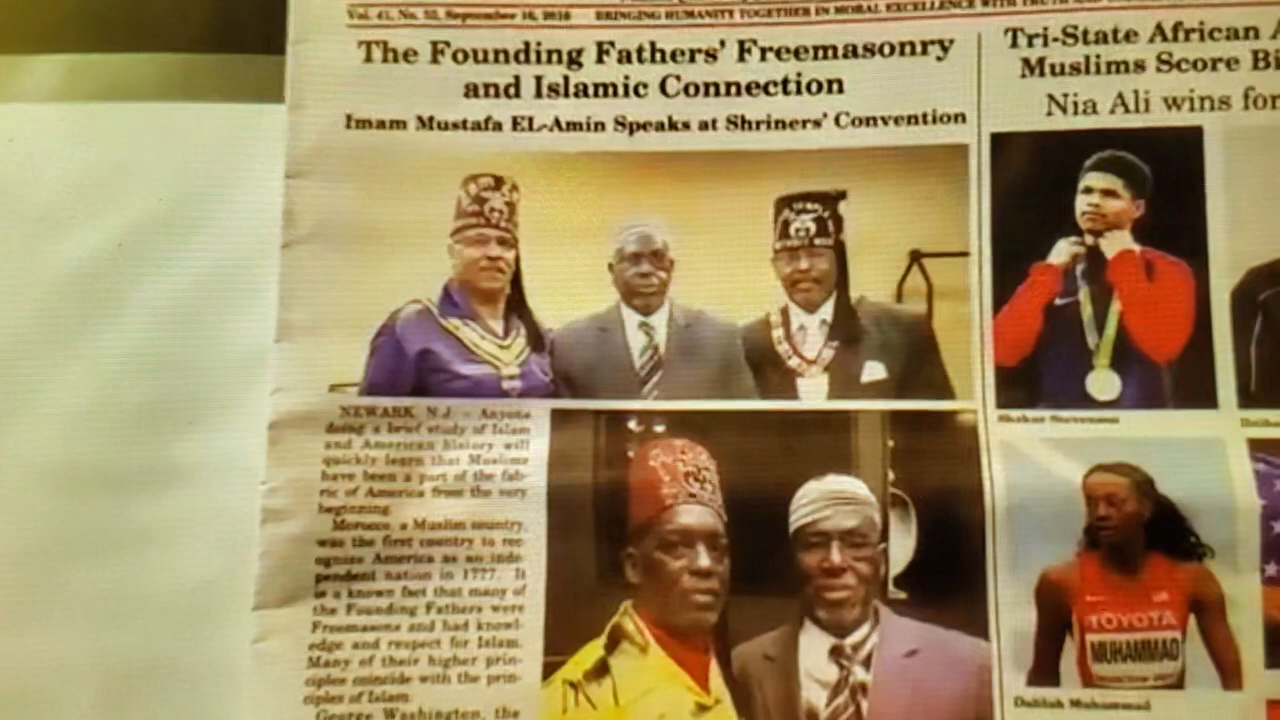 Vol. 41, No. 52, September 16, 2016 BRINGING HUMANITY TOGETHER IN MORAL EXCELLENCE WITH TRUTH
The Founding Fathers' Freemasonry
and Islamic Connection
Imam Mustafa EL-Amin Speaks at Shriners' Convention
NEWARK N.J – Anyone
doing a brief study of Islam
and American history will
quickly learn that Muslims
have been a part of the fab-
ric of America from the very
beginning.
Morocco, a Muslim country,
was the first country to rec-
ognize America as an inde-
pendent nation in 1777. It
is a known fact that many of
the Founding Fathers were
Freemasons and had knowl-
edge and respect for Islam.
Many of their higher prin-
ciples coincide with the prin-
ciples of Islam.
George Washington, the
Tri-State African A
Muslims Score Bi
Nia Ali wins for
Shakur Stevenson
TOYOTA
MUHAMMAD
Dalilah Muhammad